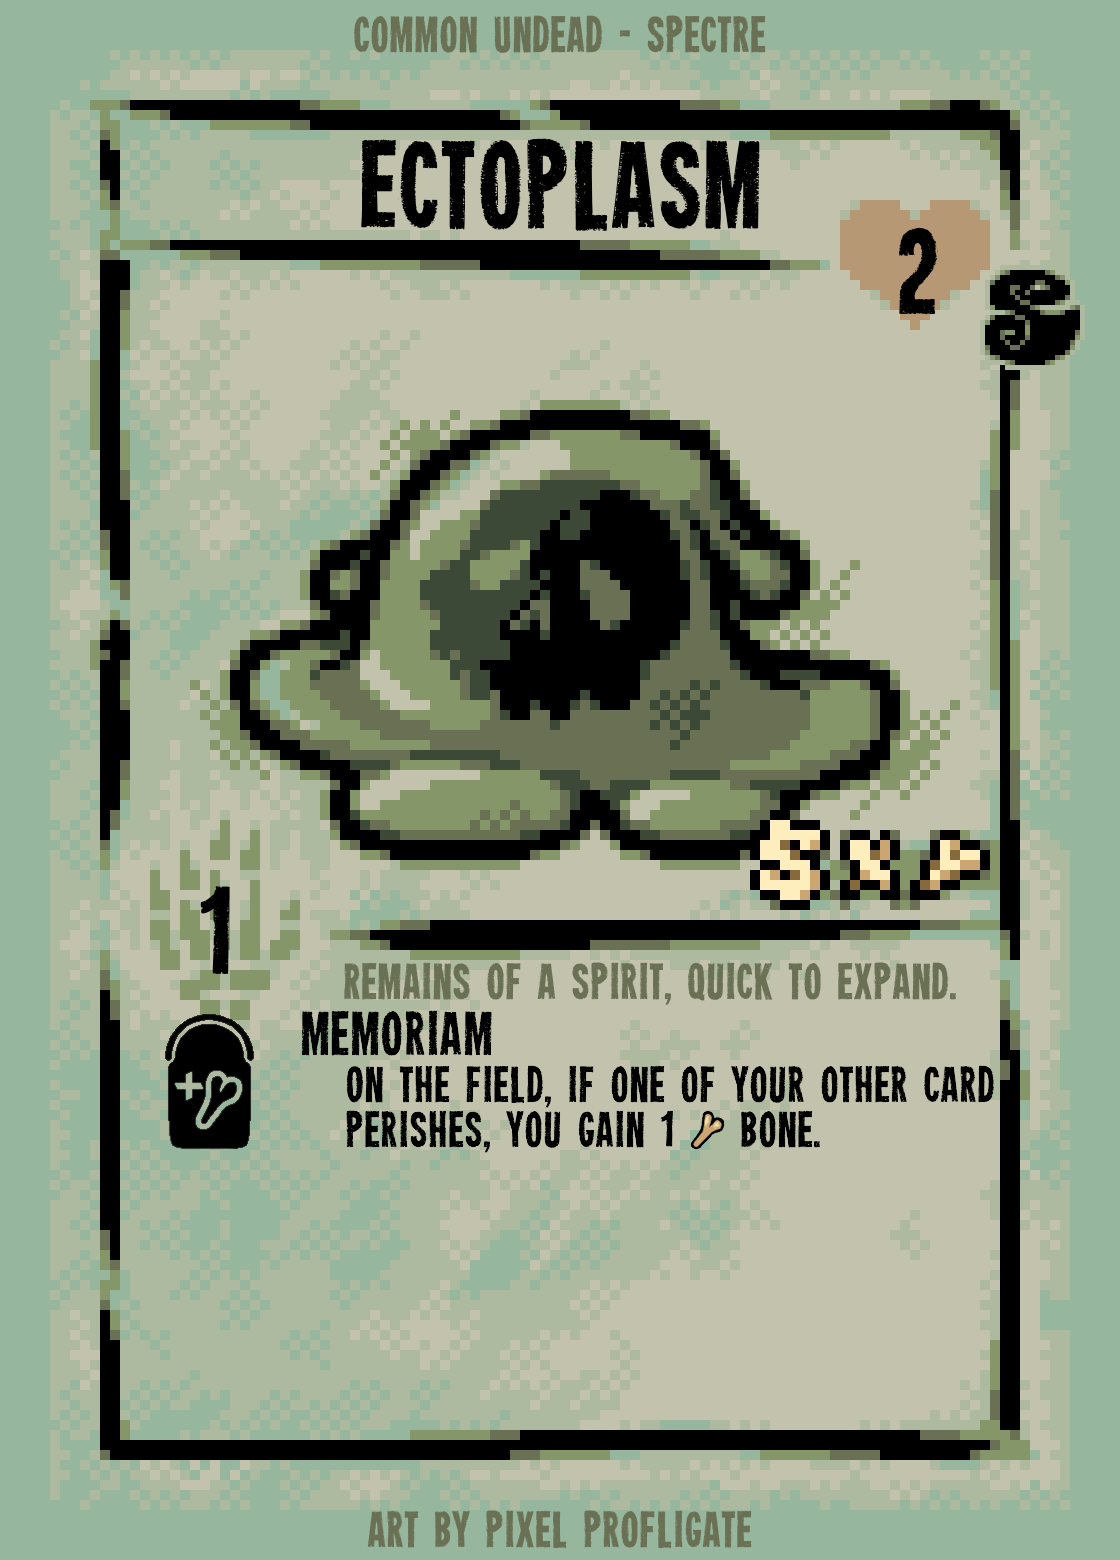 COMMON UNDEAD - SPECTRE
ECTOPLASM
2
5 X
1
REMAINS OF A SPIRIT, QUICK TO EXPAND.
MEMORIAM
ON THE FIELD, IF ONE OF YOUR OTHER CARD
PERISHES, YOU GAIN 1 BONE.
ART BY PIXEL PROFLIGATE